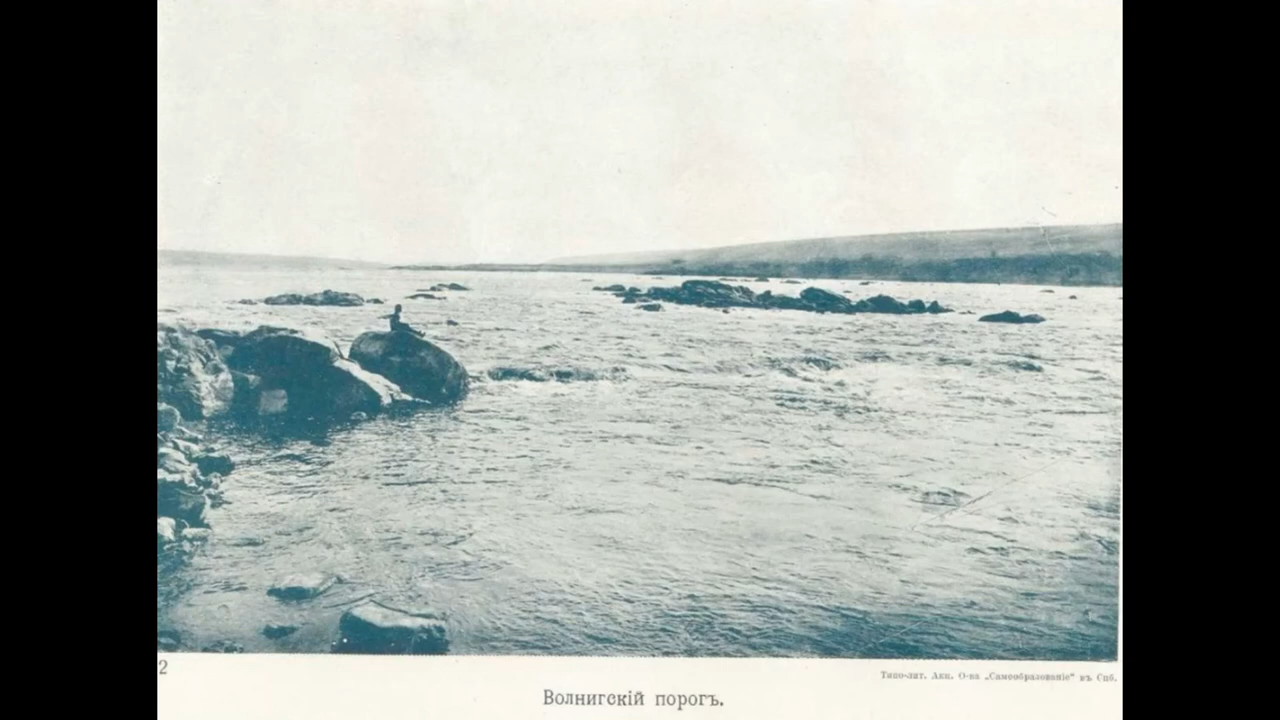 2
Типо-лит. Акц. О-ва „Самообразованіе“ въ Спб.
Волнигскій порогъ.